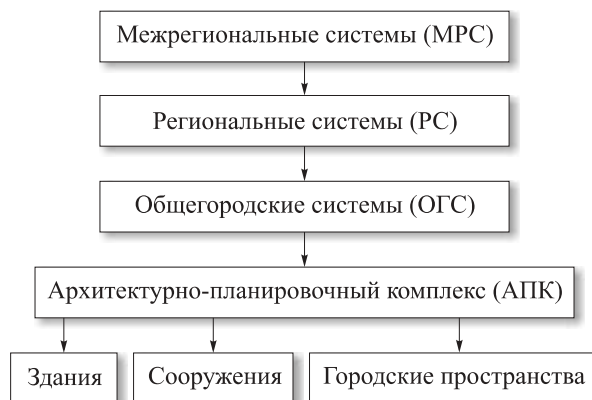 Межрегиональные системы (МРС)
Региональные системы (РС)
Общегородские системы (ОГС)
Архитектурно-планировочный комплекс (АПК)
Здания
Сооружения
Городские пространства